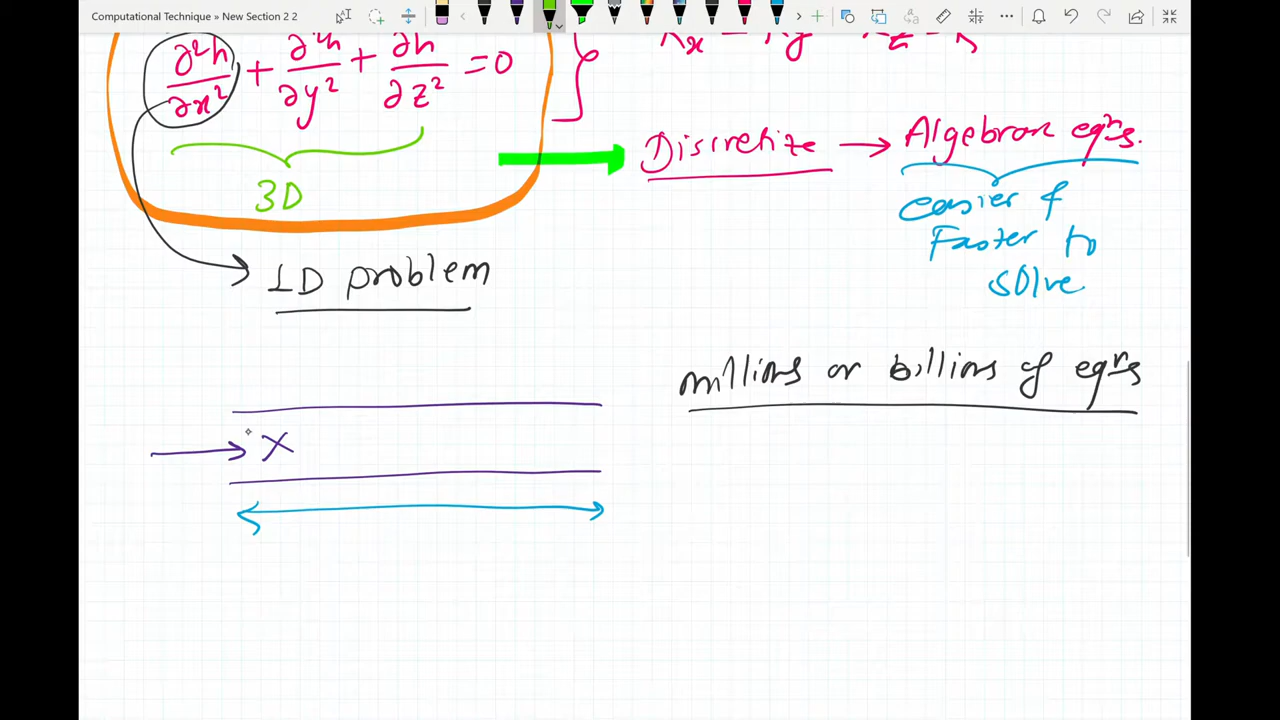 Computational Technique » New Section 2 2
∂²h/∂x² + ∂²h/∂y² + ∂h/∂z² = 0
3D
Discretize → Algebraic eqⁿs.
easier &
Faster to
solve
1D problem
millions or billions of eqⁿs
X